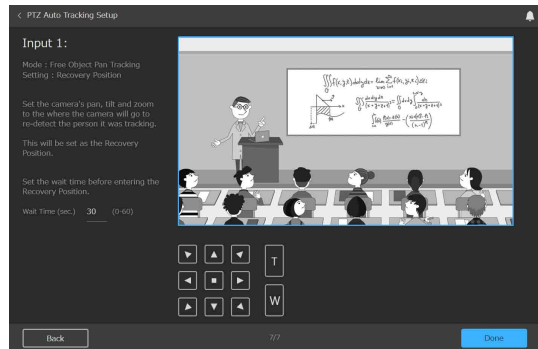 PTZ Auto Tracking Setup
Input 1:
Mode : Free Object Pan Tracking
Setting : Recovery Position
Set the camera's pan, tilt and zoom
to the where the camera will go to
re-detect the person it was tracking.
This will be set as the Recovery
Position.
Set the wait time before entering the
Recovery Position.
Wait Time (sec.) 30 (0-60)
T
W
Back
7/7
Done